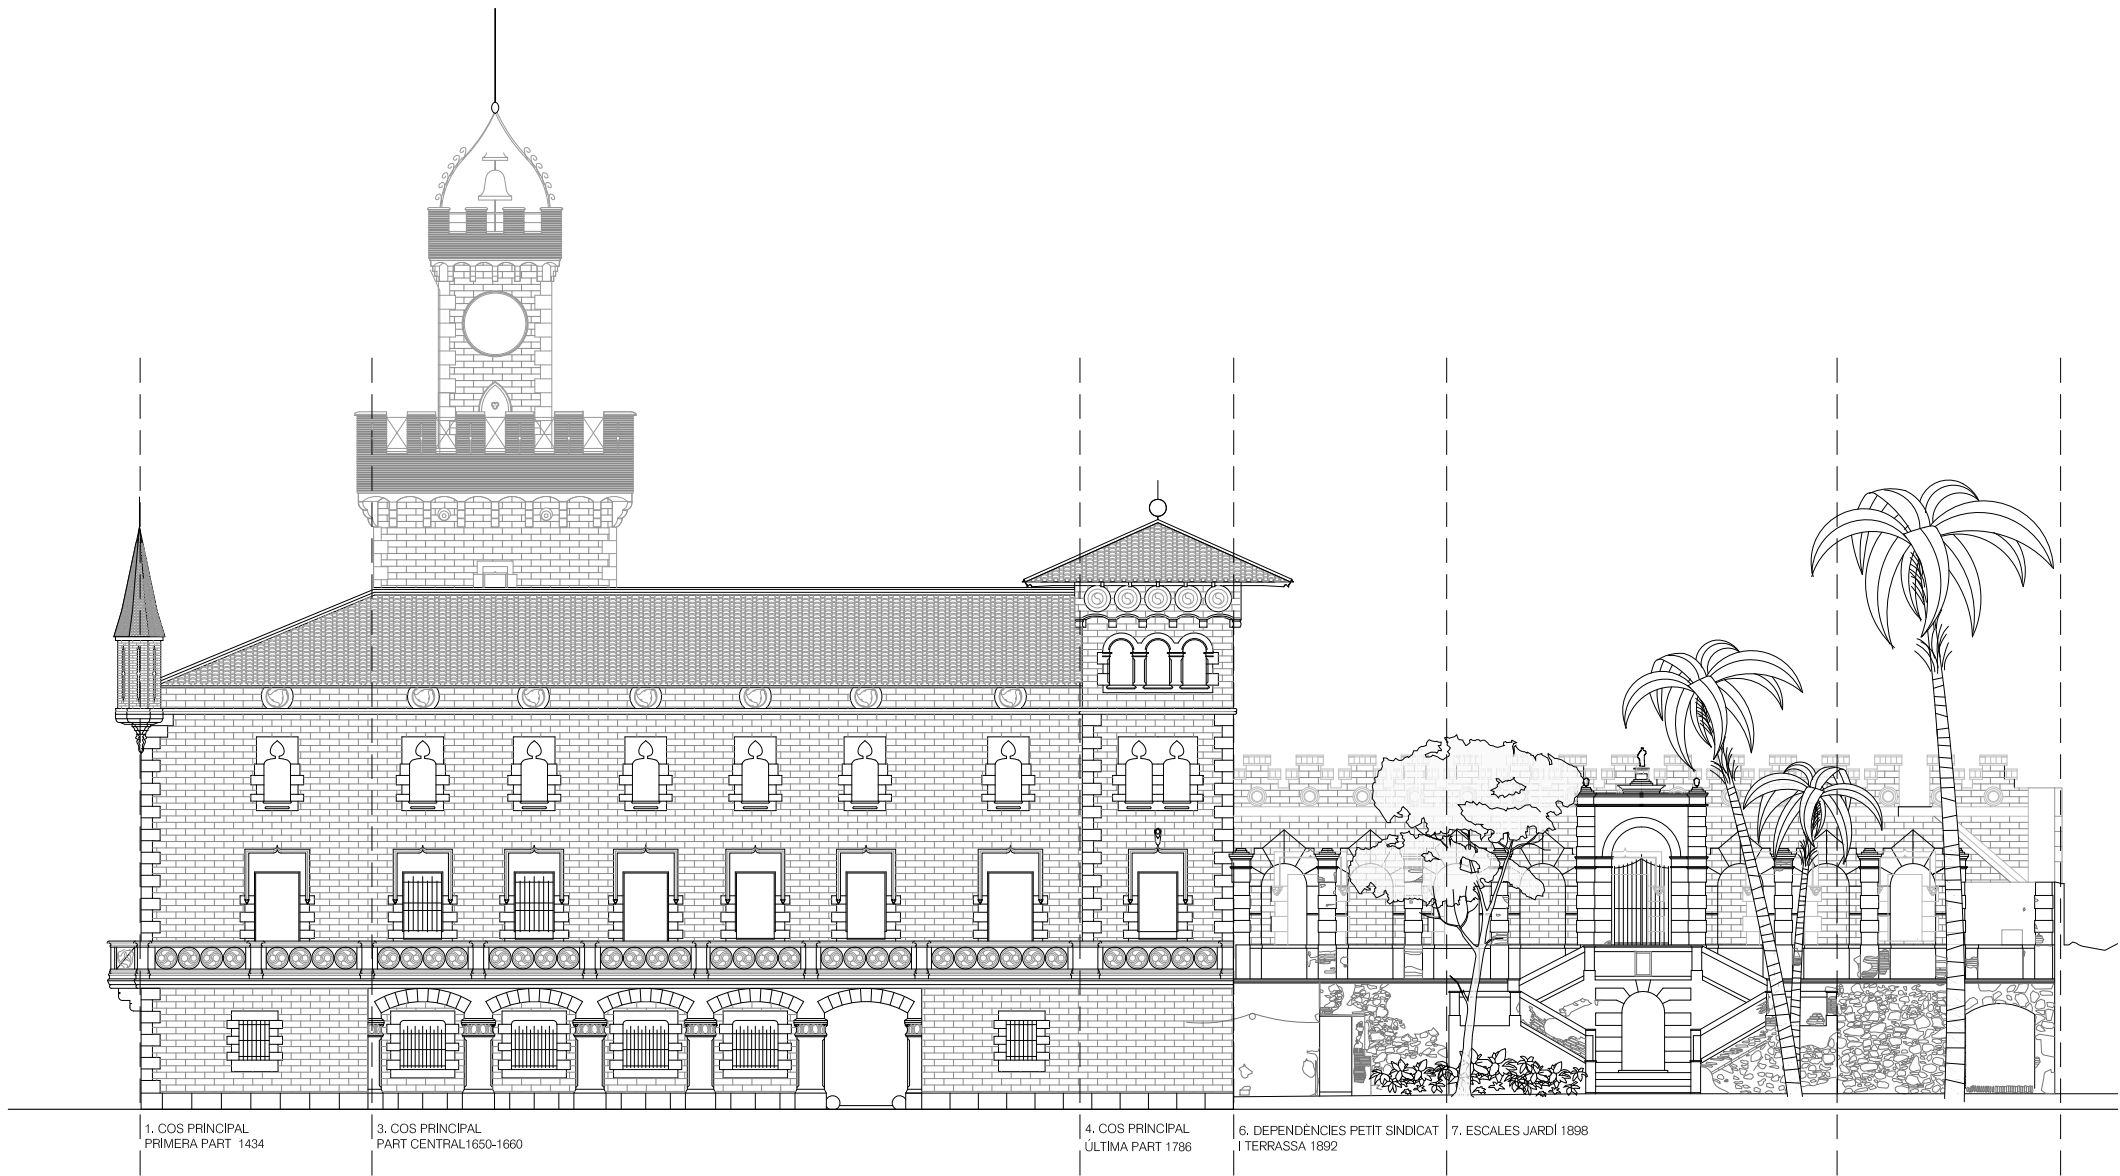 1. COS PRINCIPAL
PRIMERA PART 1434
3. COS PRINCIPAL
PART CENTRAL1650-1660
4. COS PRINCIPAL
ÚLTIMA PART 1786
6. DEPENDÈNCIES PETIT SINDICAT
I TERRASSA 1892
7. ESCALES JARDÍ 1898